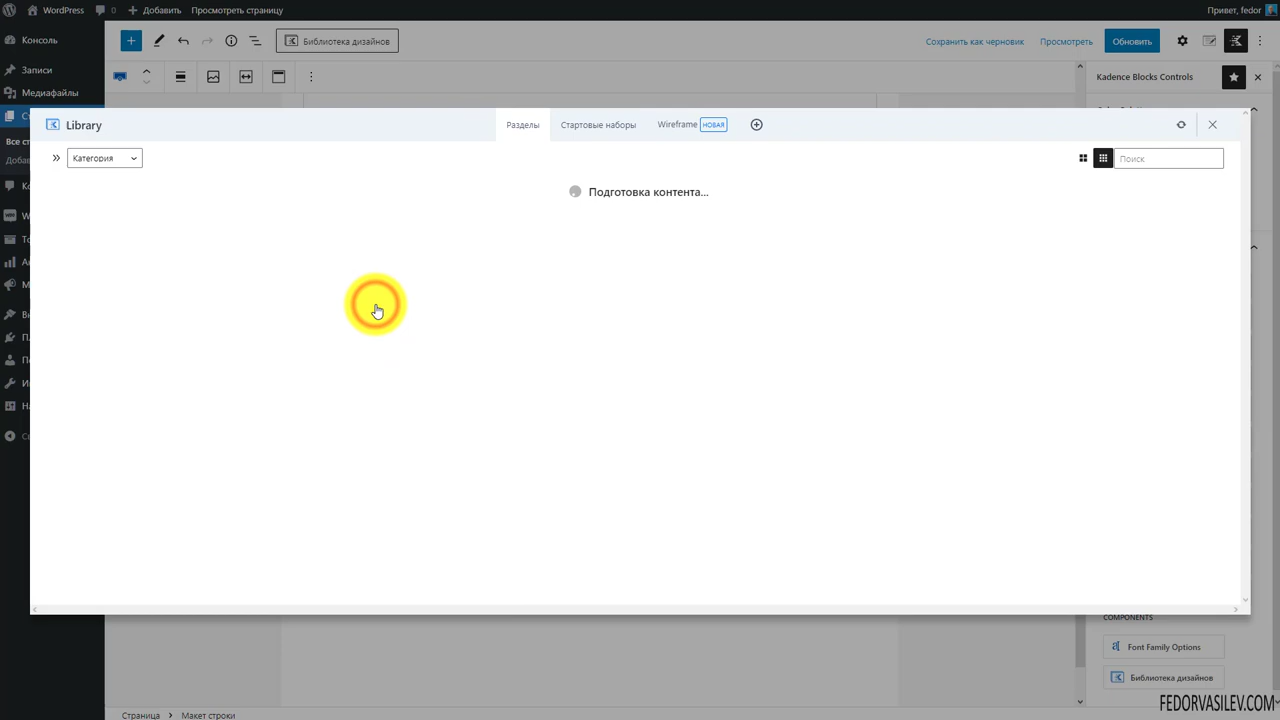 WordPress 0 Добавить Просмотреть страницу Привет, fedor
Консоль
Библиотека дизайнов Сохранить как черновик Просмотреть Обновить
Записи
Медиафайлы
Kadence Blocks Controls
Все ст
Library
Разделы Стартовые наборы Wireframe НОВАЯ
Категория
Поиск
Подготовка контента...
COMPONENTS
Font Family Options
Библиотека дизайнов
FEDORVASILEV.COM
Страница Макет строки